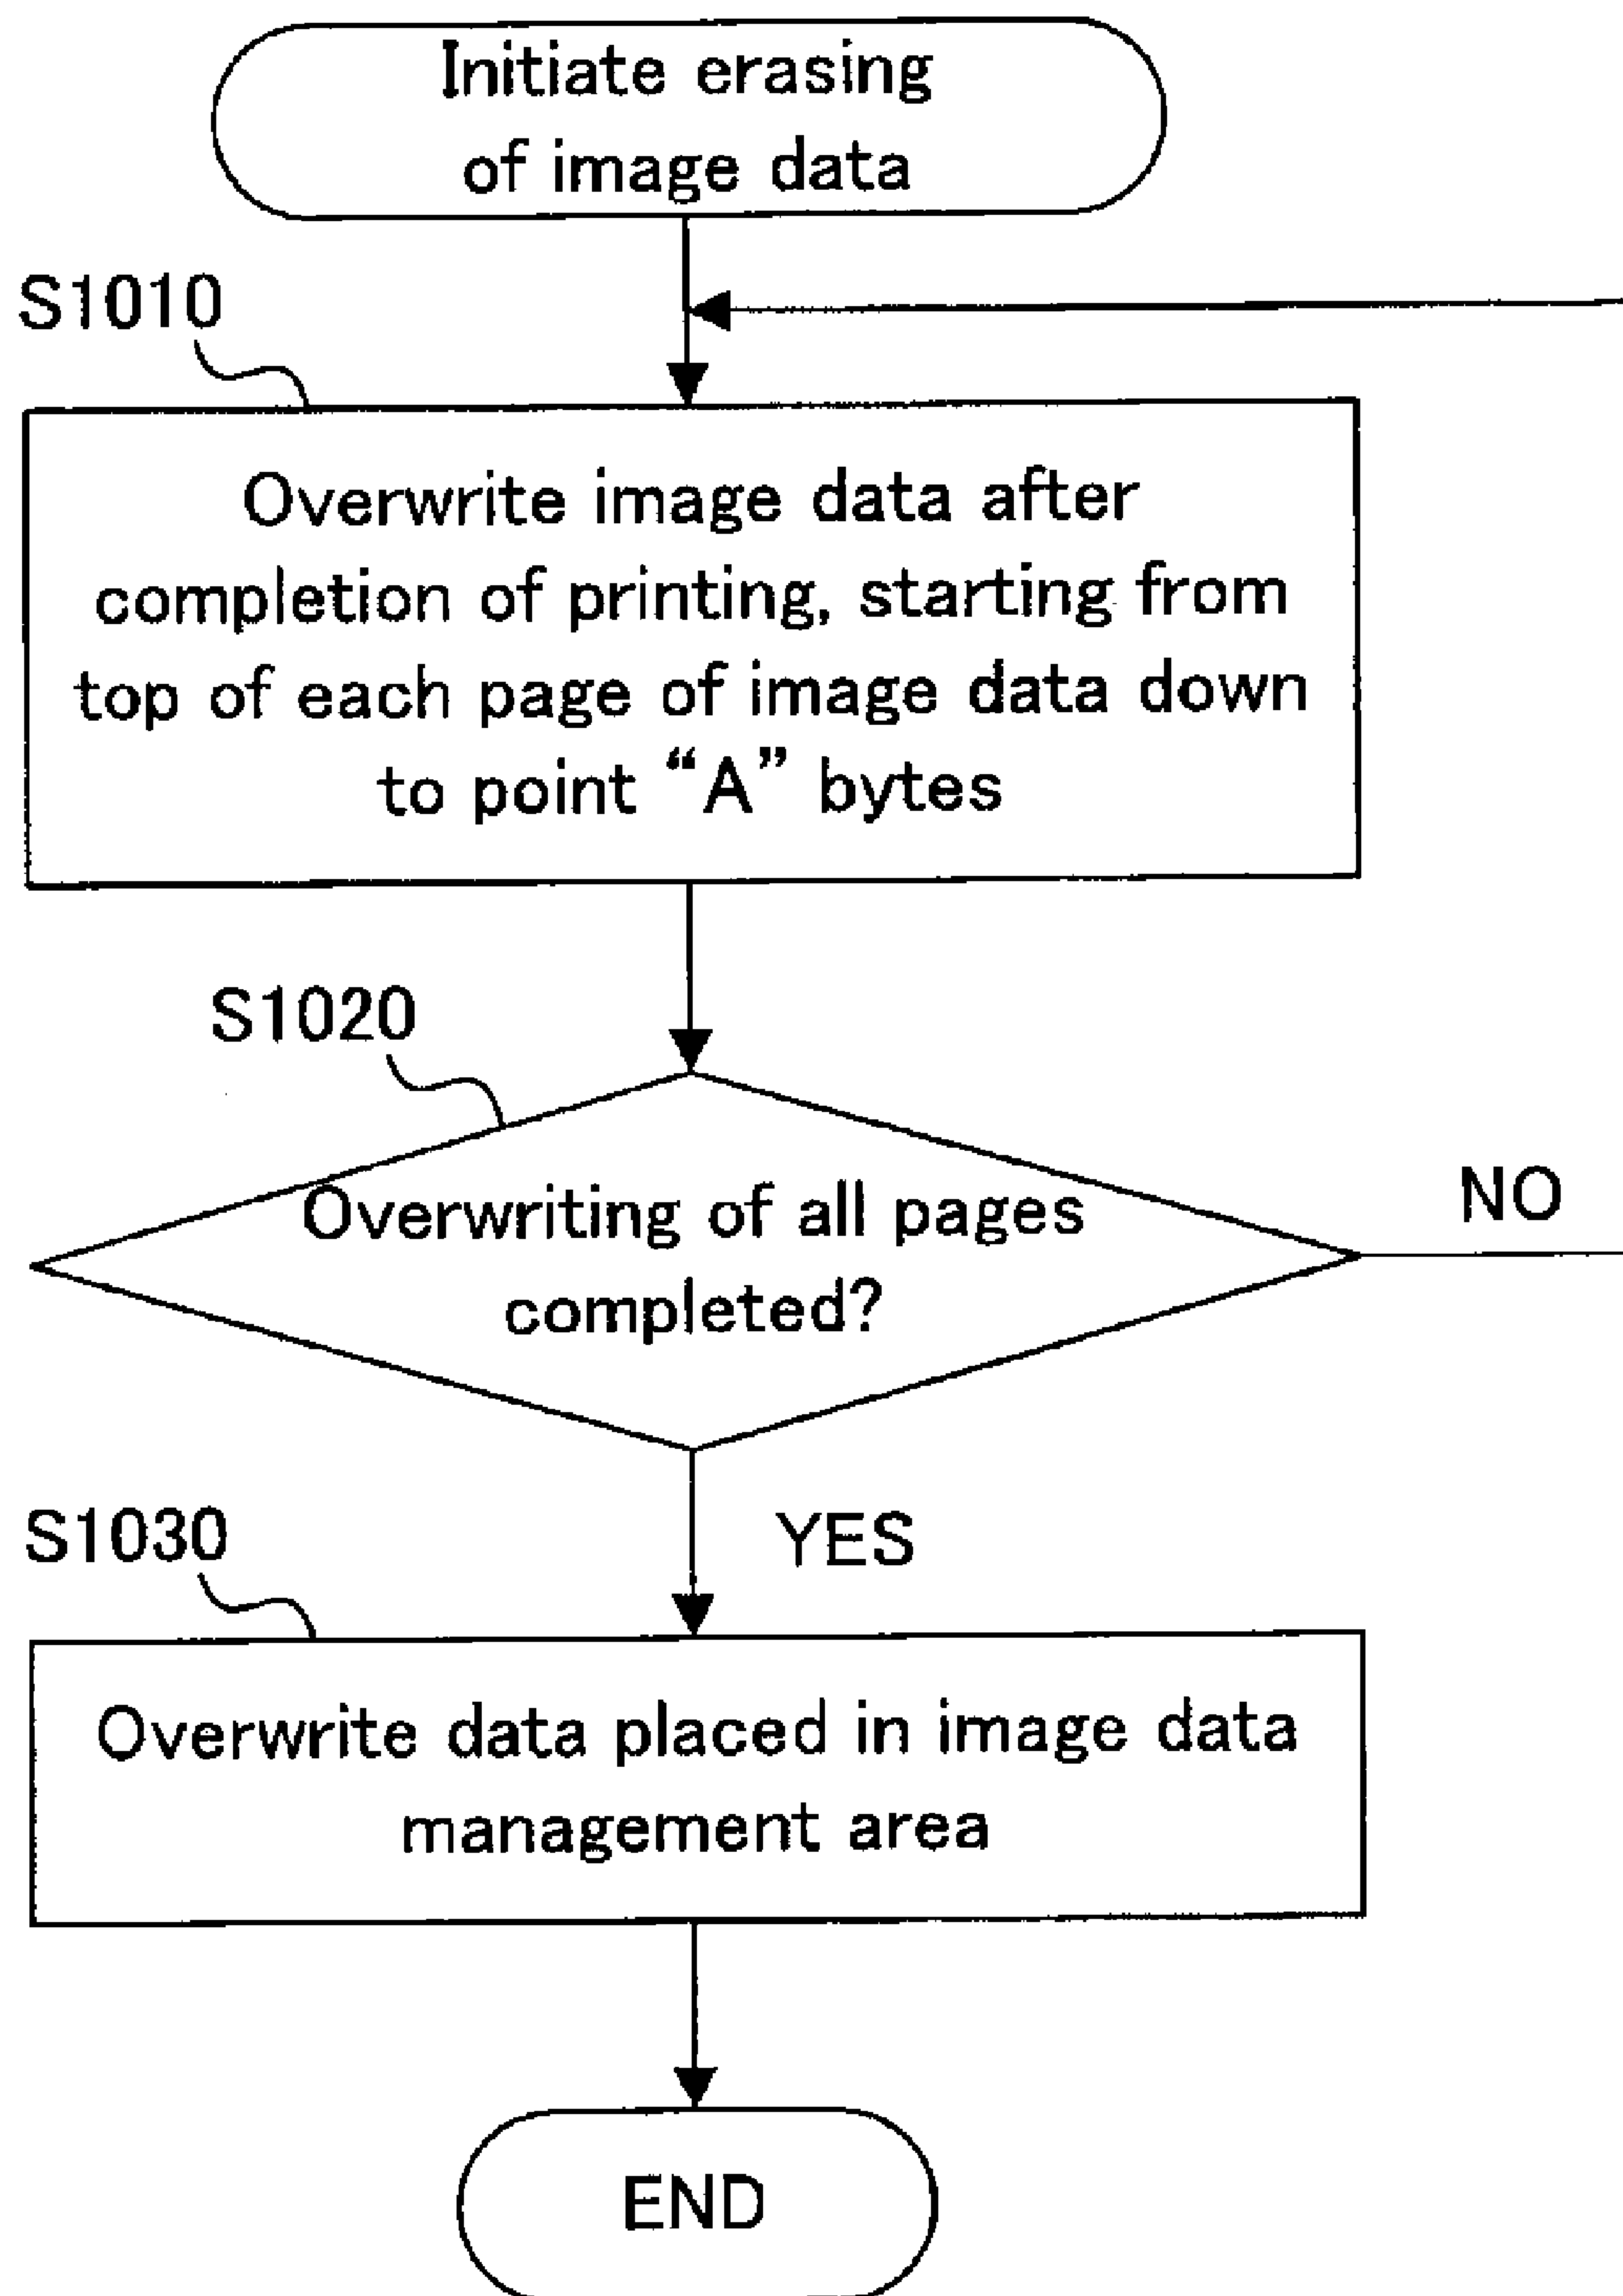 Initiate erasing
of image data
S1010
Overwrite image data after
completion of printing, starting from
top of each page of image data down
to point “A” bytes
S1020
Overwriting of all pages
completed?
NO
YES
S1030
Overwrite data placed in image data
management area
END